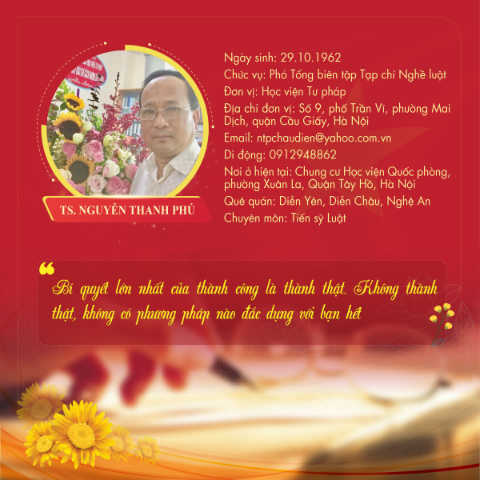 Ngày sinh: 29.10.1962
Chức vụ: Phó Tổng biên tập Tạp chí Nghề luật
Đơn vị: Học viện Tư pháp
Địa chỉ đơn vị: Số 9, phố Trần Vĩ, phường Mai
Dịch, quận Cầu Giấy, Hà Nội
Email: ntpchaudien@yahoo.com.vn
Di động: 0912948862
Nơi ở hiện tại: Chung cư Học viện Quốc phòng,
phường Xuân La, Quận Tây Hồ, Hà Nội
Quê quán: Diễn Yên, Diễn Châu, Nghệ An
Chuyên môn: Tiến sỹ Luật
TS. NGUYỄN THANH PHÚ
“
Bí quyết lớn nhất của thành công là thành thật. Không thành
thật, không có phương pháp nào đắc dụng với bạn hết